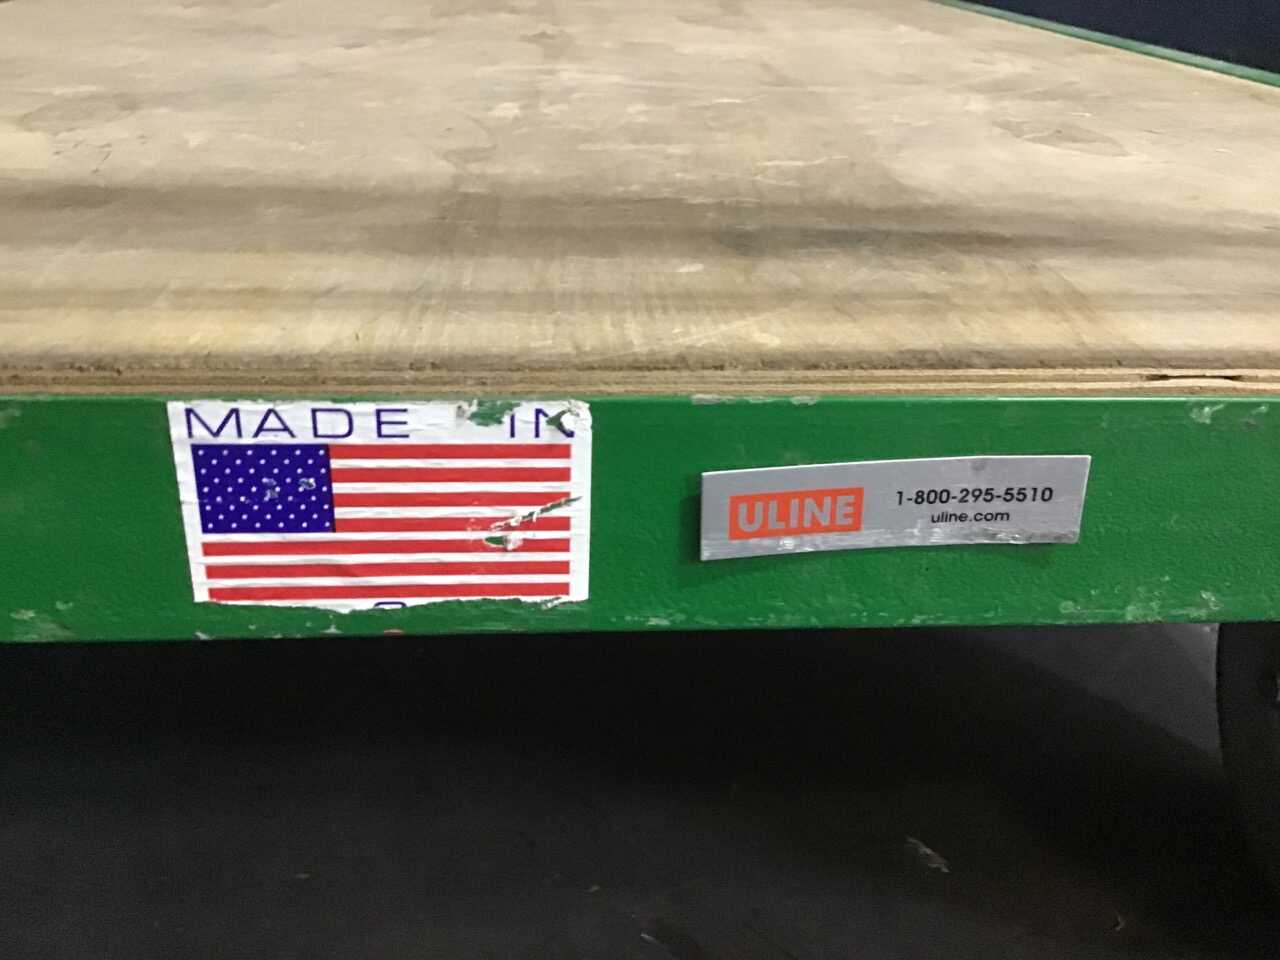 MADE IN
ULINE
1-800-295-5510
uline.com